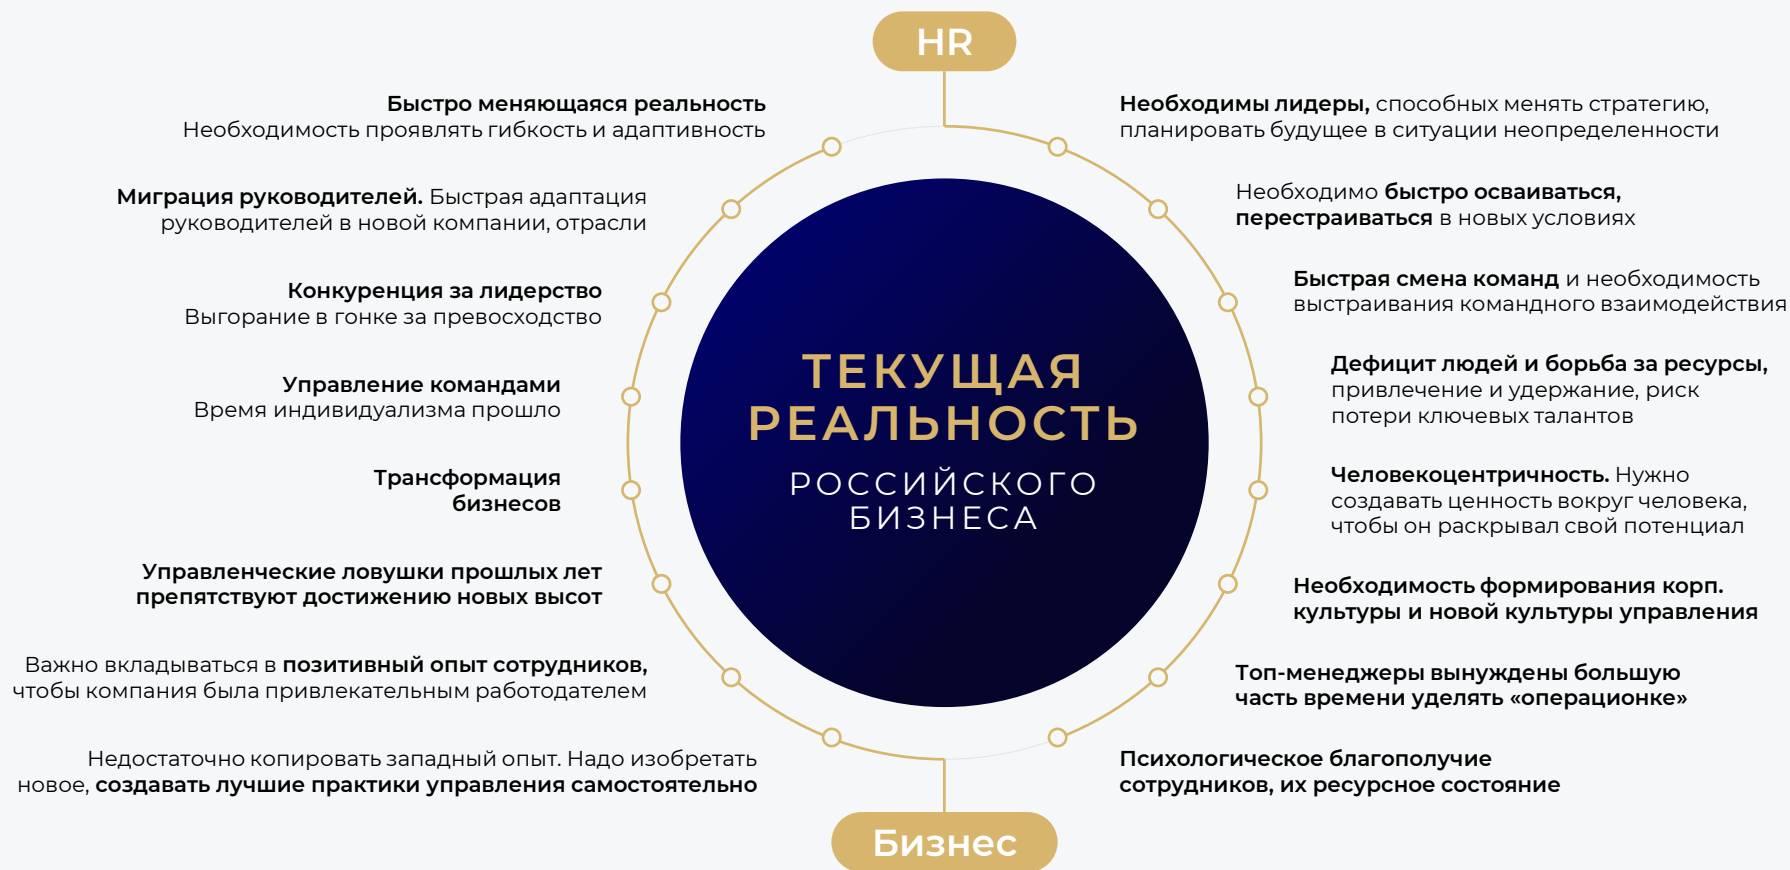 HR
Быстро меняющаяся реальность
Необходимость проявлять гибкость и адаптивность
Миграция руководителей. Быстрая адаптация
руководителей в новой компании, отрасли
Конкуренция за лидерство
Выгорание в гонке за превосходство
Управление командами
Время индивидуализма прошло
Трансформация
бизнесов
Управленческие ловушки прошлых лет
препятствуют достижению новых высот
Важно вкладываться в позитивный опыт сотрудников,
чтобы компания была привлекательным работодателем
Недостаточно копировать западный опыт. Надо изобретать
новое, создавать лучшие практики управления самостоятельно
ТЕКУЩАЯ
РЕАЛЬНОСТЬ
РОССИЙСКОГО
БИЗНЕСА
Необходимы лидеры, способных менять стратегию,
планировать будущее в ситуации неопределенности
Необходимо быстро осваиваться,
перестраиваться в новых условиях
Быстрая смена команд и необходимость
выстраивания командного взаимодействия
Дефицит людей и борьба за ресурсы,
привлечение и удержание, риск
потери ключевых талантов
Человекоцентричность. Нужно
создавать ценность вокруг человека,
чтобы он раскрывал свой потенциал
Необходимость формирования корп.
культуры и новой культуры управления
Топ-менеджеры вынуждены большую
часть времени уделять «операционке»
Психологическое благополучие
сотрудников, их ресурсное состояние
Бизнес